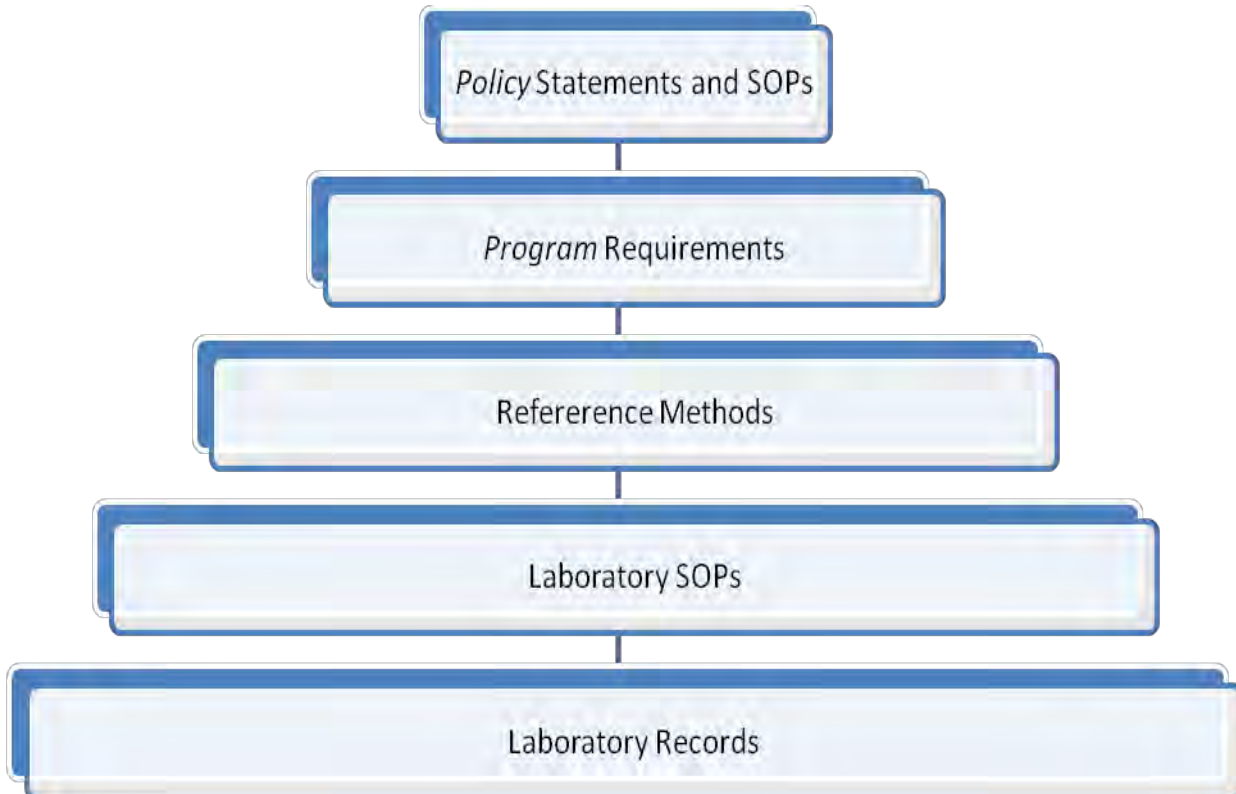 Policy Statements and SOPs
Program Requirements
Refererence Methods
Laboratory SOPs
Laboratory Records